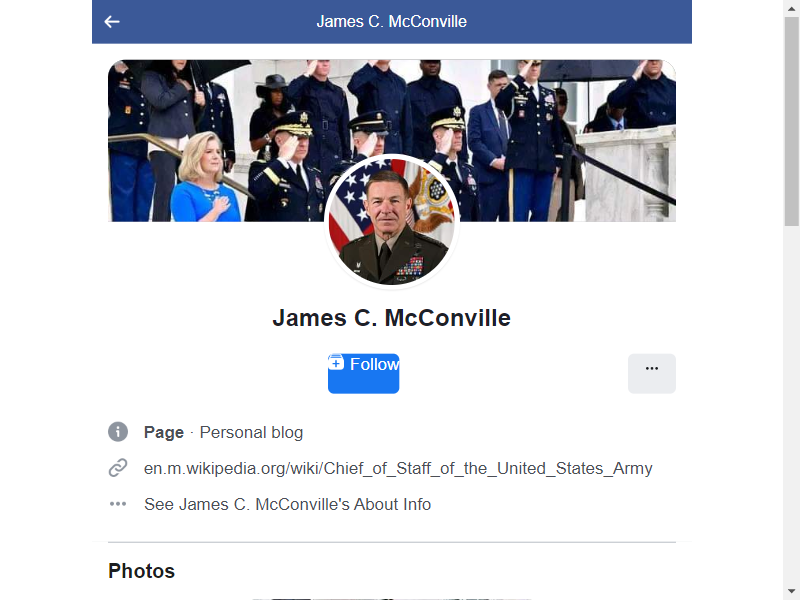 James C. McConville
James C. McConville
Follow
Page · Personal blog
en.m.wikipedia.org/wiki/Chief_of_Staff_of_the_United_States_Army
See James C. McConville's About Info
Photos